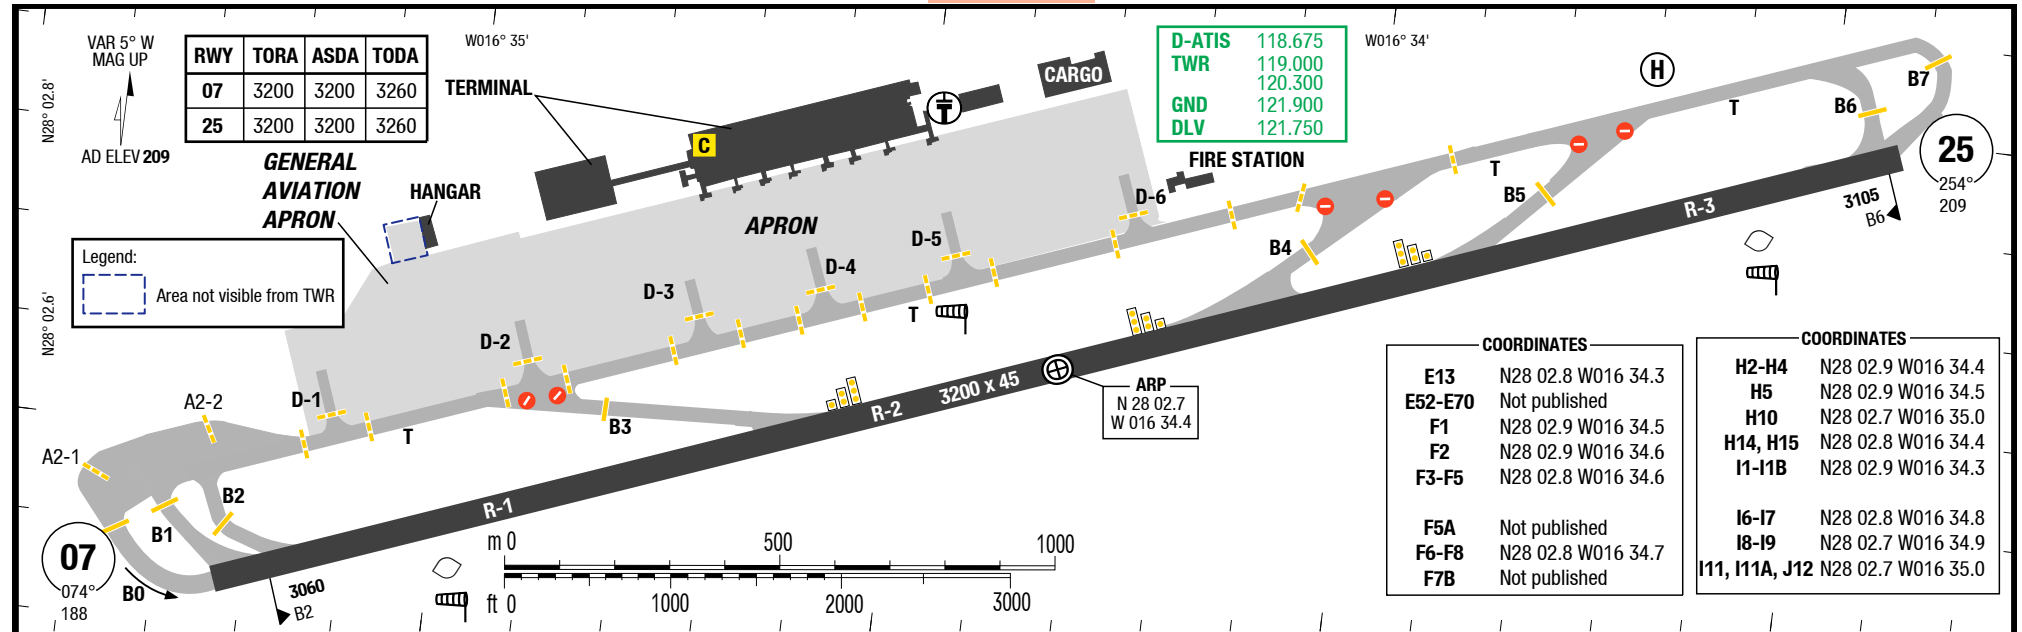 VAR 5° W
MAG UP
AD ELEV 209
N28° 02.8'
N28° 02.6'
W016° 35'
W016° 34'
RWY TORA ASDA TODA
07 3200 3200 3260
25 3200 3200 3260
TERMINAL
C
CARGO
D-ATIS 118.675
TWR 119.000
120.300
GND 121.900
DLV 121.750
FIRE STATION
H
T
B7
B6
25
254°
209
GENERAL
AVIATION
APRON
HANGAR
APRON
Legend:
Area not visible from TWR
D-1
D-2
D-3
D-4
D-5
D-6
T
T
T
T
B5
B4
B3
R-3
3105
B6
R-2
3200 x 45
R-1
ARP
N 28 02.7
W 016 34.4
A2-2
A2-1
B2
B1
B0
07
074°
188
3060
B2
m 0 500 1000
ft 0 1000 2000 3000
COORDINATES
E13 N28 02.8 W016 34.3
E52-E70 Not published
F1 N28 02.9 W016 34.5
F2 N28 02.9 W016 34.6
F3-F5 N28 02.8 W016 34.6
F5A Not published
F6-F8 N28 02.8 W016 34.7
F7B Not published
COORDINATES
H2-H4 N28 02.9 W016 34.4
H5 N28 02.9 W016 34.5
H10 N28 02.7 W016 35.0
H14, H15 N28 02.8 W016 34.4
I1-I1B N28 02.9 W016 34.3
I6-I7 N28 02.8 W016 34.8
I8-I9 N28 02.7 W016 34.9
I11, I11A, J12 N28 02.7 W016 35.0